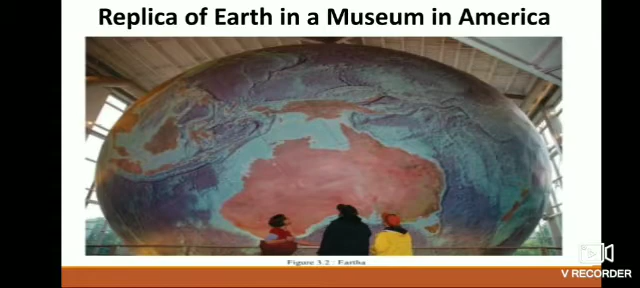 Replica of Earth in a Museum in America
Figure 3.2 : Eartha
V RECORDER